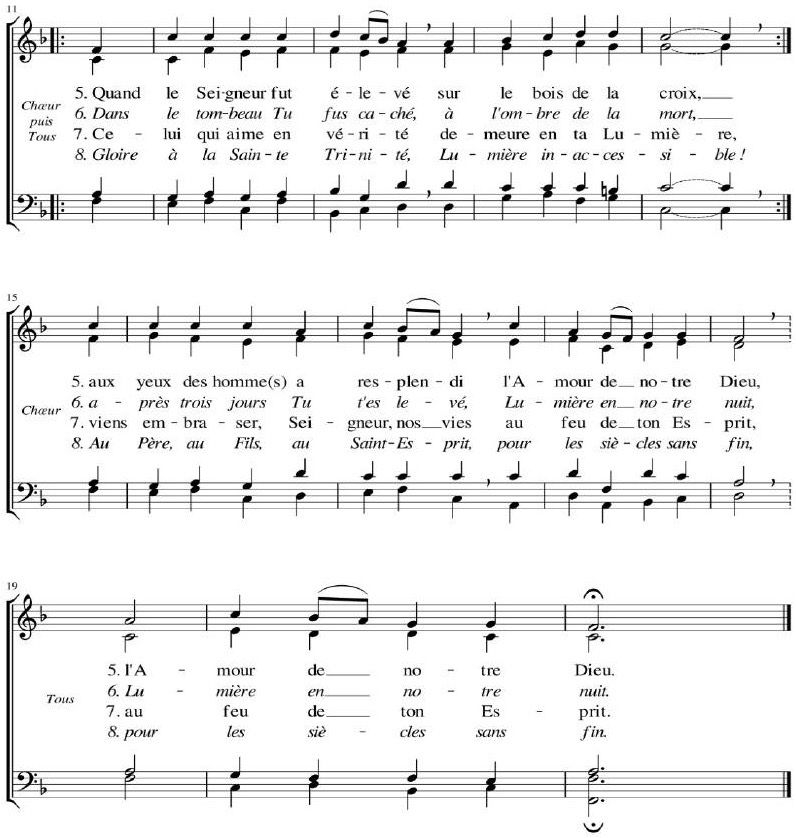 11
5. Quand le Sei-gneur fut é-le-vé sur le bois de la croix,
Chœur
puis
Tous
6. Dans le tom-beau Tu fus ca-ché, à l'om-bre de la mort,
7. Ce-lui qui aime en vé-ri-té de-meure en ta Lu-miè-re,
8. Gloire à la Sain-te Tri-ni-té, Lu-mière in-ac-ces-si-ble !
15
5. aux yeux des homme(s) a res-plen-di l'A-mour de no-tre Dieu,
Chœur
6. a-près trois jours Tu t'es le-vé, Lu-mière en no-tre nuit,
7. viens em-bra-ser, Sei-gneur, nos vies au feu de ton Es-prit,
8. Au Père, au Fils, au Saint-Es-prit, pour les siè-cles sans fin,
19
5. l'A-mour de no-tre Dieu.
6. Lu-mière en no-tre nuit.
Tous
7. au feu de ton Es-prit.
8. pour les siè-cles sans fin.